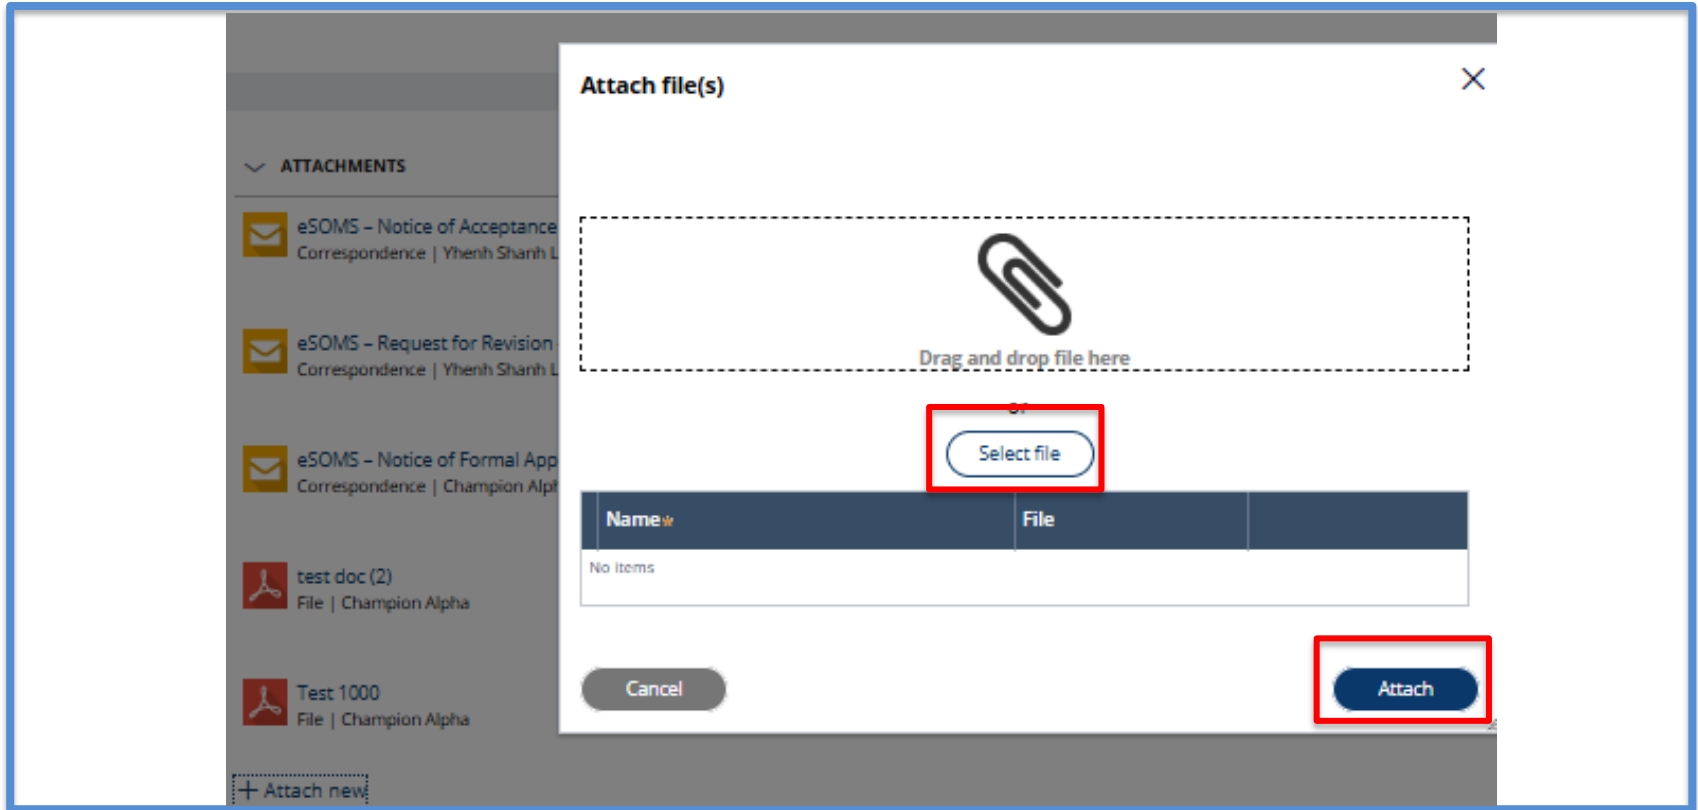 Attach file(s)
ATTACHMENTS
eSOMS – Notice of Acceptance
Correspondence | Yhenh Shanh L
eSOMS – Request for Revision
Correspondence | Yhenh Shanh L
eSOMS – Notice of Formal App
Correspondence | Champion Alph
test doc (2)
File | Champion Alpha
Test 1000
File | Champion Alpha
+ Attach new
Drag and drop file here
or
Select file
Name* File
No items
Cancel Attach